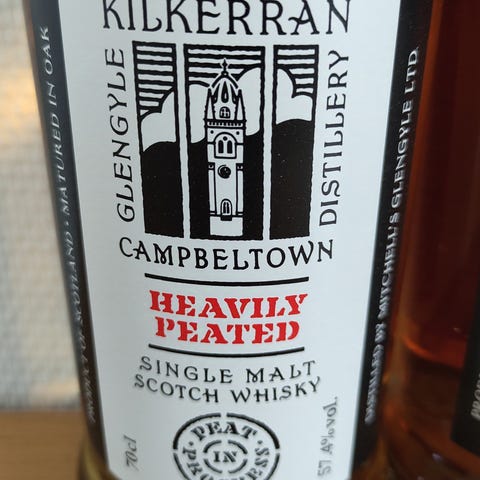 KILKERRAN
GLENGYLE
DISTILLERY
CAMPBELTOWN
HEAVILY
PEATED
SINGLE MALT
SCOTCH WHISKY
PEAT
IN
PROGRESS
70cl
57.4%vol.
PRODUCT OF SCOTLAND • MATURED IN OAK
DISTILLED BY MITCHELL'S GLENGYLE LTD.